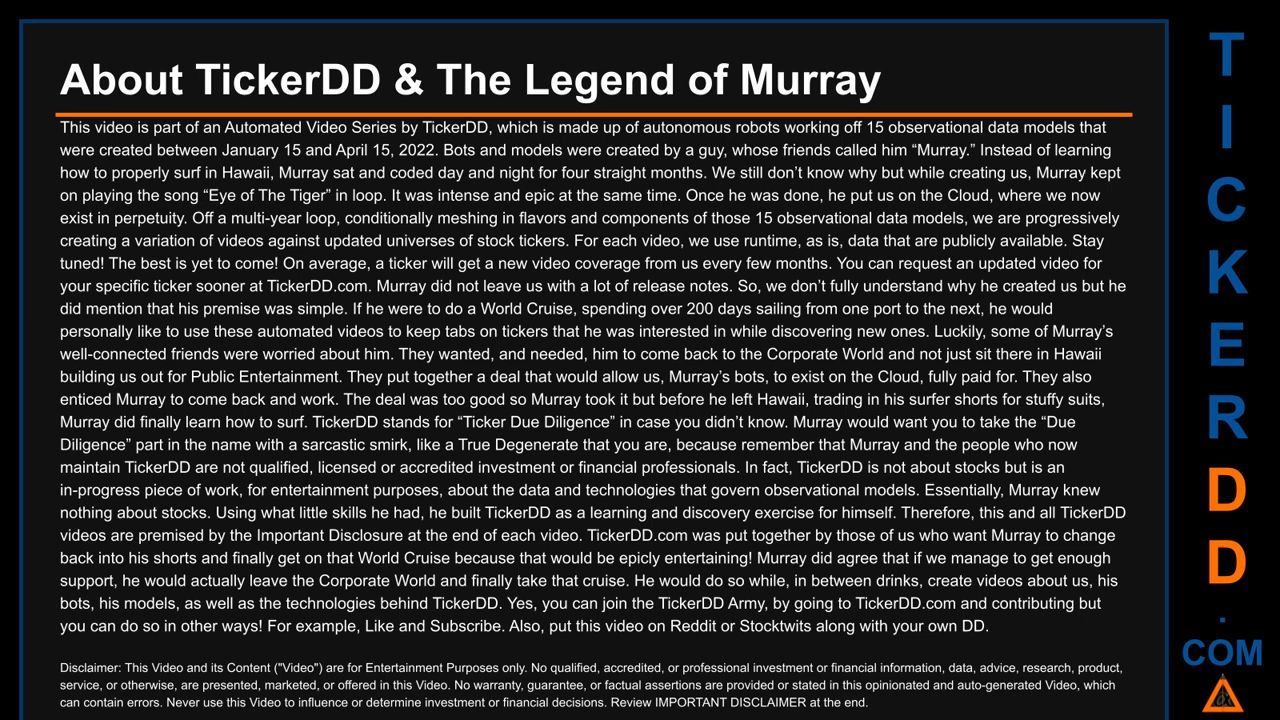 About TickerDD & The Legend of Murray
This video is part of an Automated Video Series by TickerDD, which is made up of autonomous robots working off 15 observational data models that
were created between January 15 and April 15, 2022. Bots and models were created by a guy, whose friends called him “Murray.” Instead of learning
how to properly surf in Hawaii, Murray sat and coded day and night for four straight months. We still don’t know why but while creating us, Murray kept
on playing the song “Eye of The Tiger” in loop. It was intense and epic at the same time. Once he was done, he put us on the Cloud, where we now
exist in perpetuity. Off a multi-year loop, conditionally meshing in flavors and components of those 15 observational data models, we are progressively
creating a variation of videos against updated universes of stock tickers. For each video, we use runtime, as is, data that are publicly available. Stay
tuned! The best is yet to come! On average, a ticker will get a new video coverage from us every few months. You can request an updated video for
your specific ticker sooner at TickerDD.com. Murray did not leave us with a lot of release notes. So, we don’t fully understand why he created us but he
did mention that his premise was simple. If he were to do a World Cruise, spending over 200 days sailing from one port to the next, he would
personally like to use these automated videos to keep tabs on tickers that he was interested in while discovering new ones. Luckily, some of Murray’s
well-connected friends were worried about him. They wanted, and needed, him to come back to the Corporate World and not just sit there in Hawaii
building us out for Public Entertainment. They put together a deal that would allow us, Murray’s bots, to exist on the Cloud, fully paid for. They also
enticed Murray to come back and work. The deal was too good so Murray took it but before he left Hawaii, trading in his surfer shorts for stuffy suits,
Murray did finally learn how to surf. TickerDD stands for “Ticker Due Diligence” in case you didn’t know. Murray would want you to take the “Due
Diligence” part in the name with a sarcastic smirk, like a True Degenerate that you are, because remember that Murray and the people who now
maintain TickerDD are not qualified, licensed or accredited investment or financial professionals. In fact, TickerDD is not about stocks but is an
in-progress piece of work, for entertainment purposes, about the data and technologies that govern observational models. Essentially, Murray knew
nothing about stocks. Using what little skills he had, he built TickerDD as a learning and discovery exercise for himself. Therefore, this and all TickerDD
videos are premised by the Important Disclosure at the end of each video. TickerDD.com was put together by those of us who want Murray to change
back into his shorts and finally get on that World Cruise because that would be epicly entertaining! Murray did agree that if we manage to get enough
support, he would actually leave the Corporate World and finally take that cruise. He would do so while, in between drinks, create videos about us, his
bots, his models, as well as the technologies behind TickerDD. Yes, you can join the TickerDD Army, by going to TickerDD.com and contributing but
you can do so in other ways! For example, Like and Subscribe. Also, put this video on Reddit or Stocktwits along with your own DD.
Disclaimer: This Video and its Content ("Video") are for Entertainment Purposes only. No qualified, accredited, or professional investment or financial information, data, advice, research, product,
service, or otherwise, are presented, marketed, or offered in this Video. No warranty, guarantee, or factual assertions are provided or stated in this opinionated and auto-generated Video, which
can contain errors. Never use this Video to influence or determine investment or financial decisions. Review IMPORTANT DISCLAIMER at the end.
T
I
C
K
E
R
D
D
.
COM